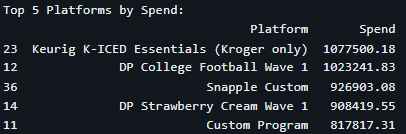 Top 5 Platforms by Spend:
Platform Spend
23 Keurig K-ICED Essentials (Kroger only) 1077500.18
12 DP College Football Wave 1 1023241.83
36 Snapple Custom 926903.08
14 DP Strawberry Cream Wave 1 908419.55
11 Custom Program 817817.31